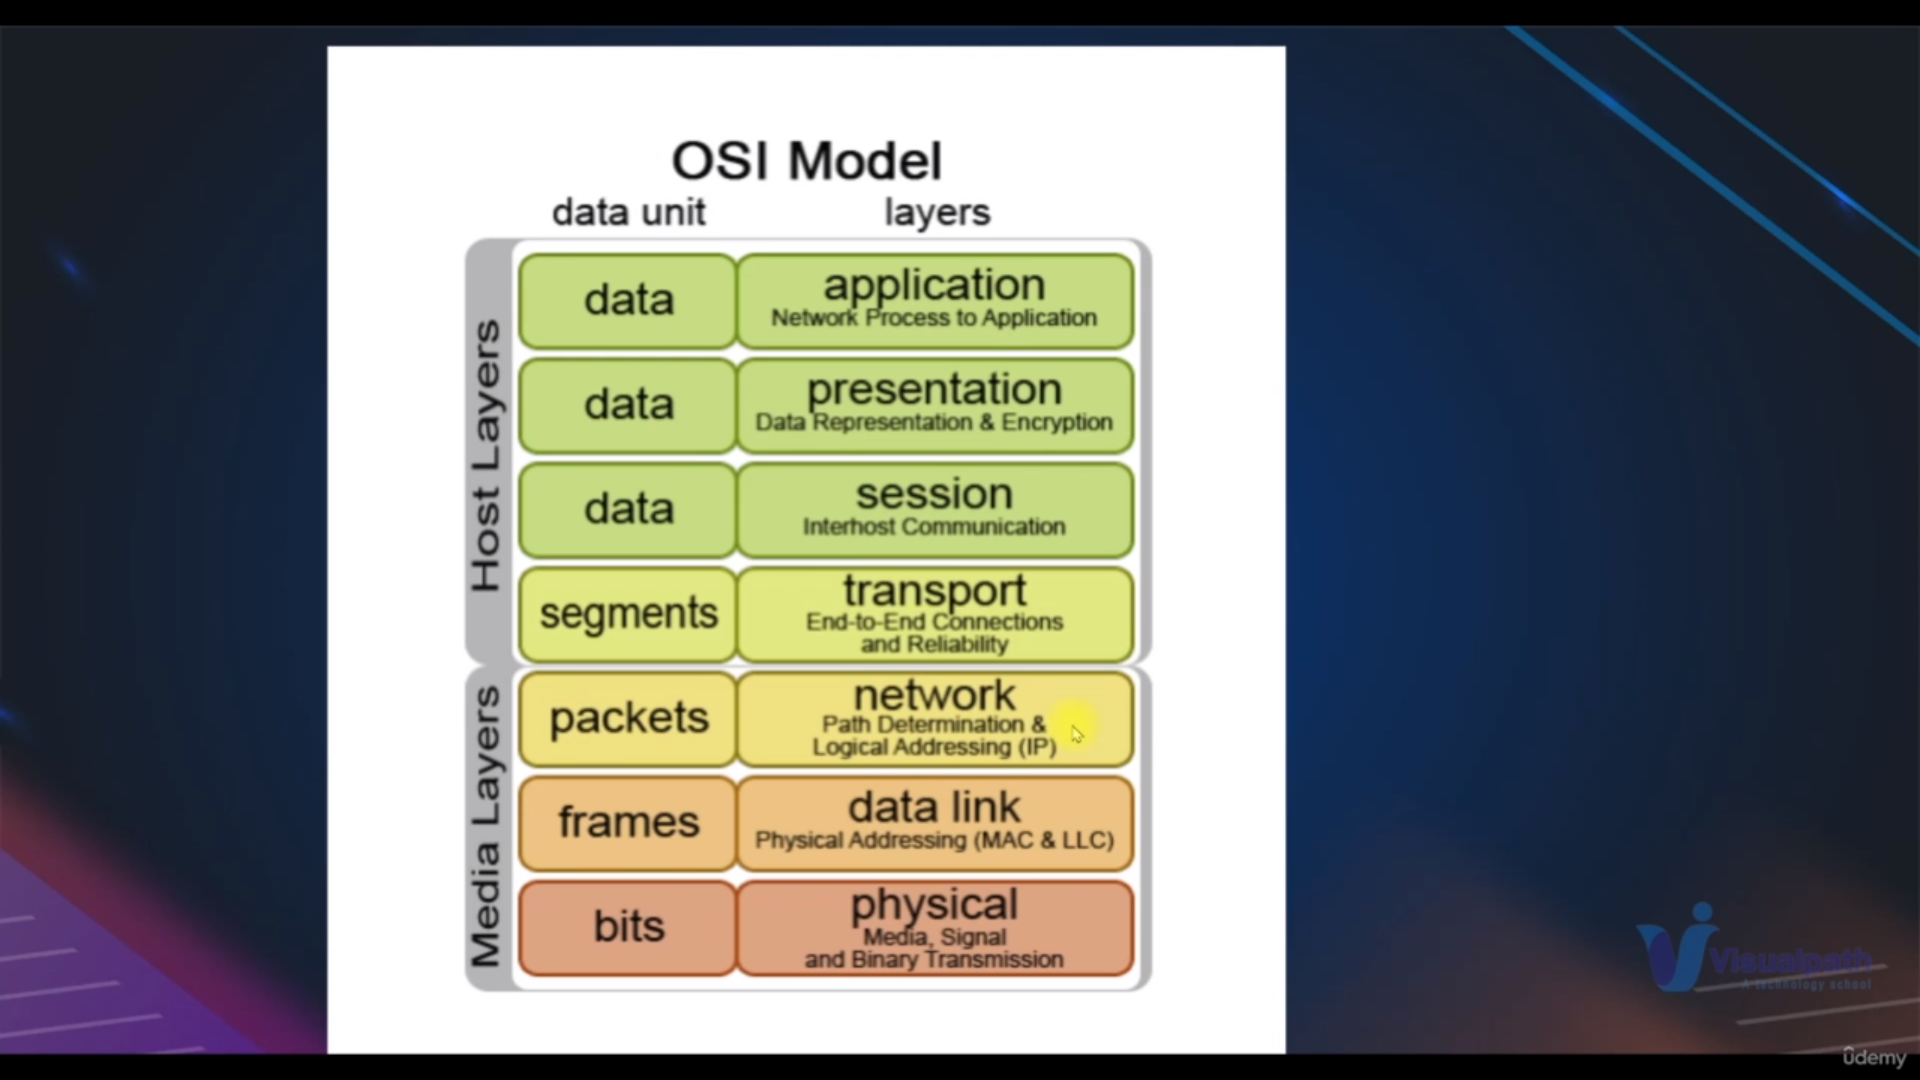 OSI Model
data unit
layers
Host Layers
data
application
Network Process to Application
data
presentation
Data Representation & Encryption
data
session
Interhost Communication
segments
transport
End-to-End Connections
and Reliability
Media Layers
packets
network
Path Determination &
Logical Addressing (IP)
frames
data link
Physical Addressing (MAC & LLC)
bits
physical
Media, Signal
and Binary Transmission
Visualpath
A technology school
ûdemy